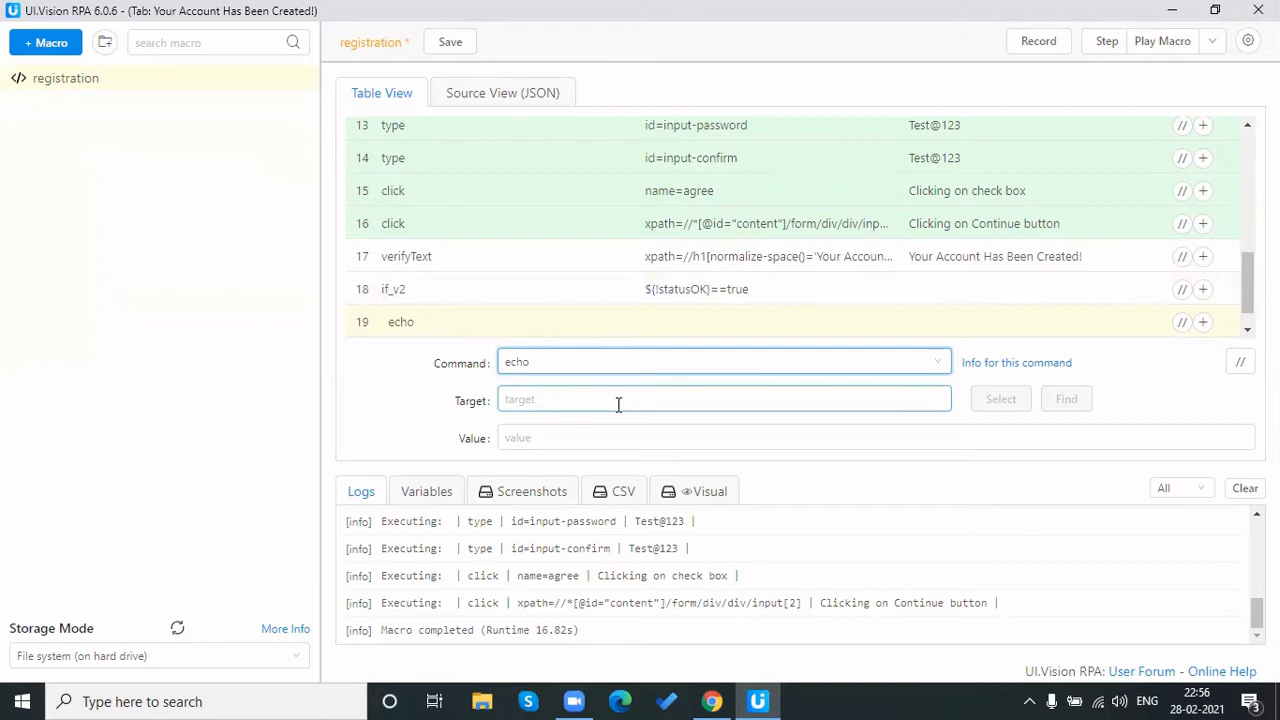 UI.Vision RPA 6.0.6 - (Tab: Your Account Has Been Created!)
+ Macro
search macro
registration *
Save
Record
Step
Play Macro
registration
Table View
Source View (JSON)
13 type id=input-password Test@123 // +
14 type id=input-confirm Test@123 // +
15 click name=agree Clicking on check box // +
16 click xpath=//*[@id="content"]/form/div/div/inp... Clicking on Continue button // +
17 verifyText xpath=//h1[normalize-space()='Your Accoun... Your Account Has Been Created! // +
18 if_v2 ${!statusOK}==true // +
19 echo // +
Command: echo Info for this command //
Target: target Select Find
Value: value
Logs Variables Screenshots CSV Visual All Clear
[info] Executing: | type | id=input-password | Test@123 |
[info] Executing: | type | id=input-confirm | Test@123 |
[info] Executing: | click | name=agree | Clicking on check box |
[info] Executing: | click | xpath=//*[@id="content"]/form/div/div/input[2] | Clicking on Continue button |
[info] Macro completed (Runtime 16.82s)
Storage Mode More Info
File system (on hard drive)
UI.Vision RPA: User Forum - Online Help
Type here to search
ENG
22:56
28-02-2021
3